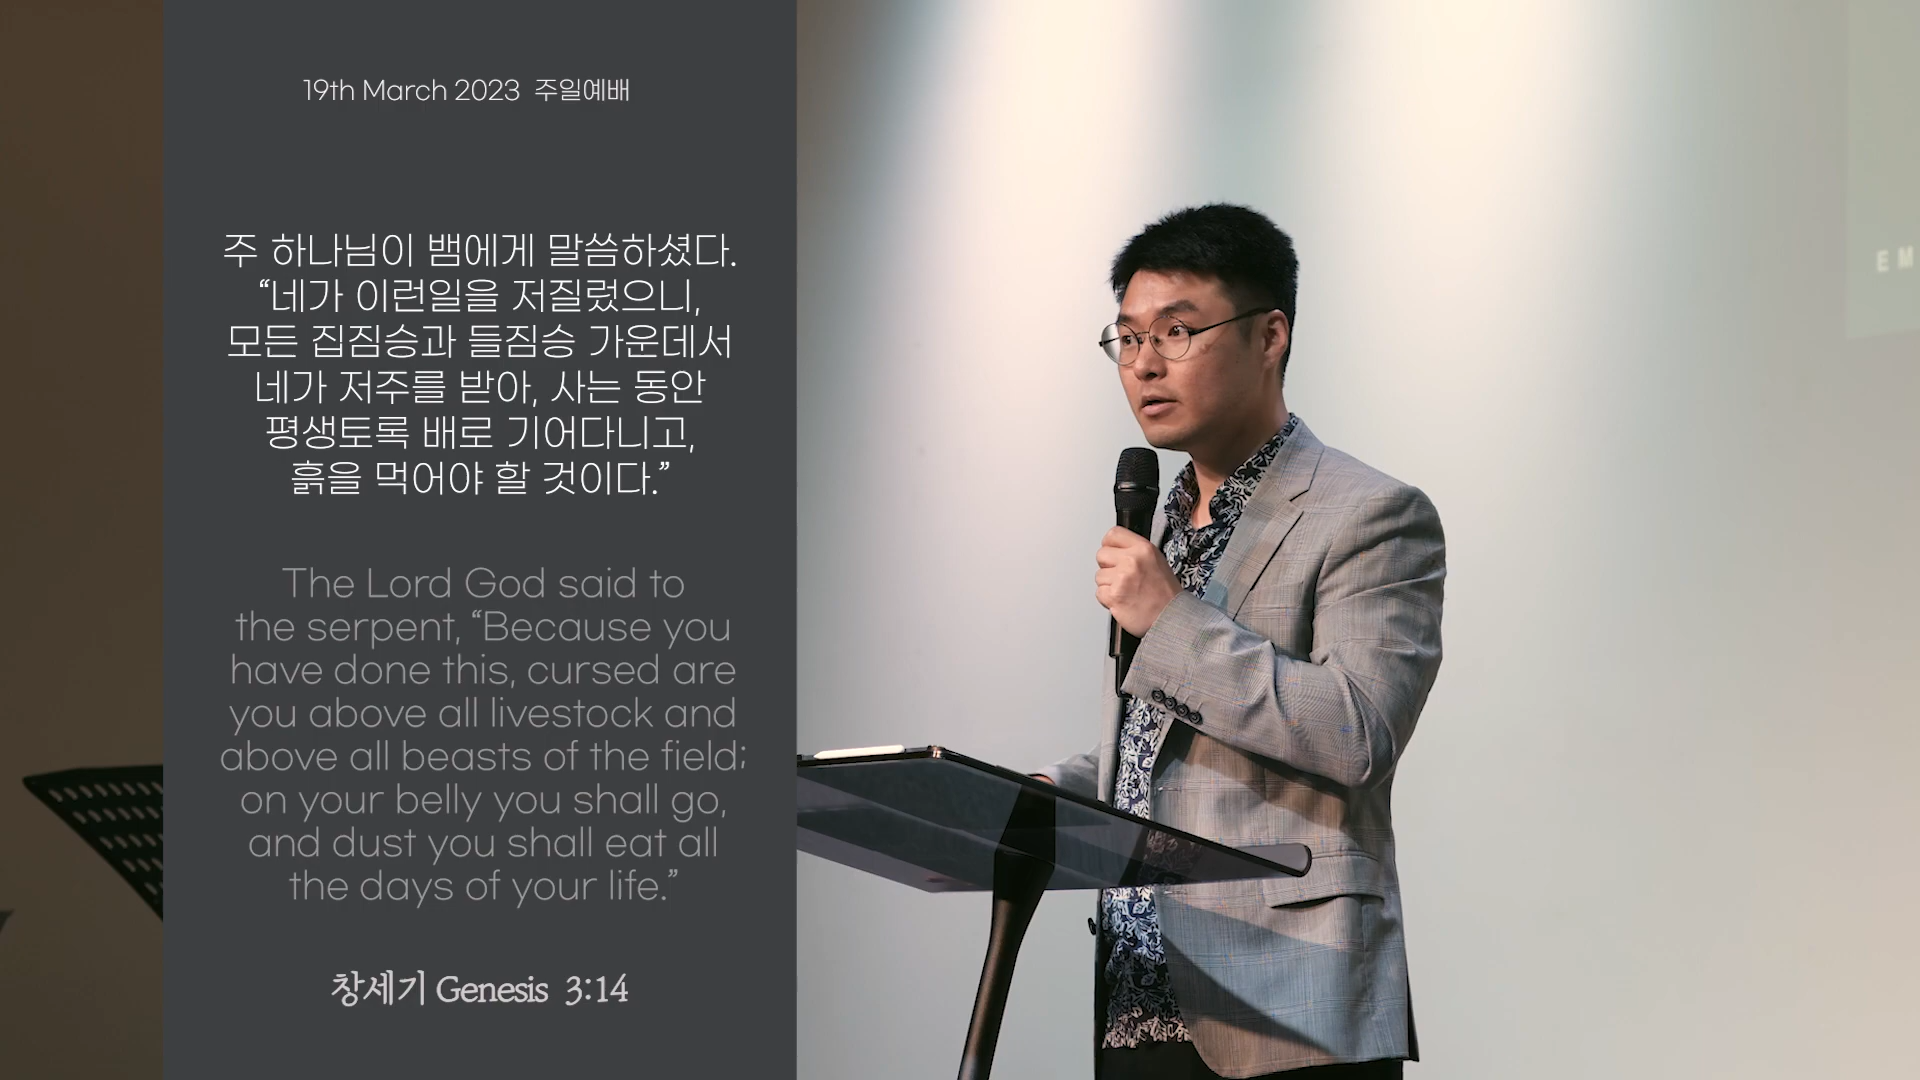 19th March 2023 주일예배
주 하나님이 뱀에게 말씀하셨다.
“네가 이런일을 저질렀으니,
모든 집짐승과 들짐승 가운데서
네가 저주를 받아, 사는 동안
평생토록 배로 기어다니고,
흙을 먹어야 할 것이다.”
The Lord God said to
the serpent, “Because you
have done this, cursed are
you above all livestock and
above all beasts of the field;
on your belly you shall go,
and dust you shall eat all
the days of your life.”
창세기 Genesis 3:14
EM